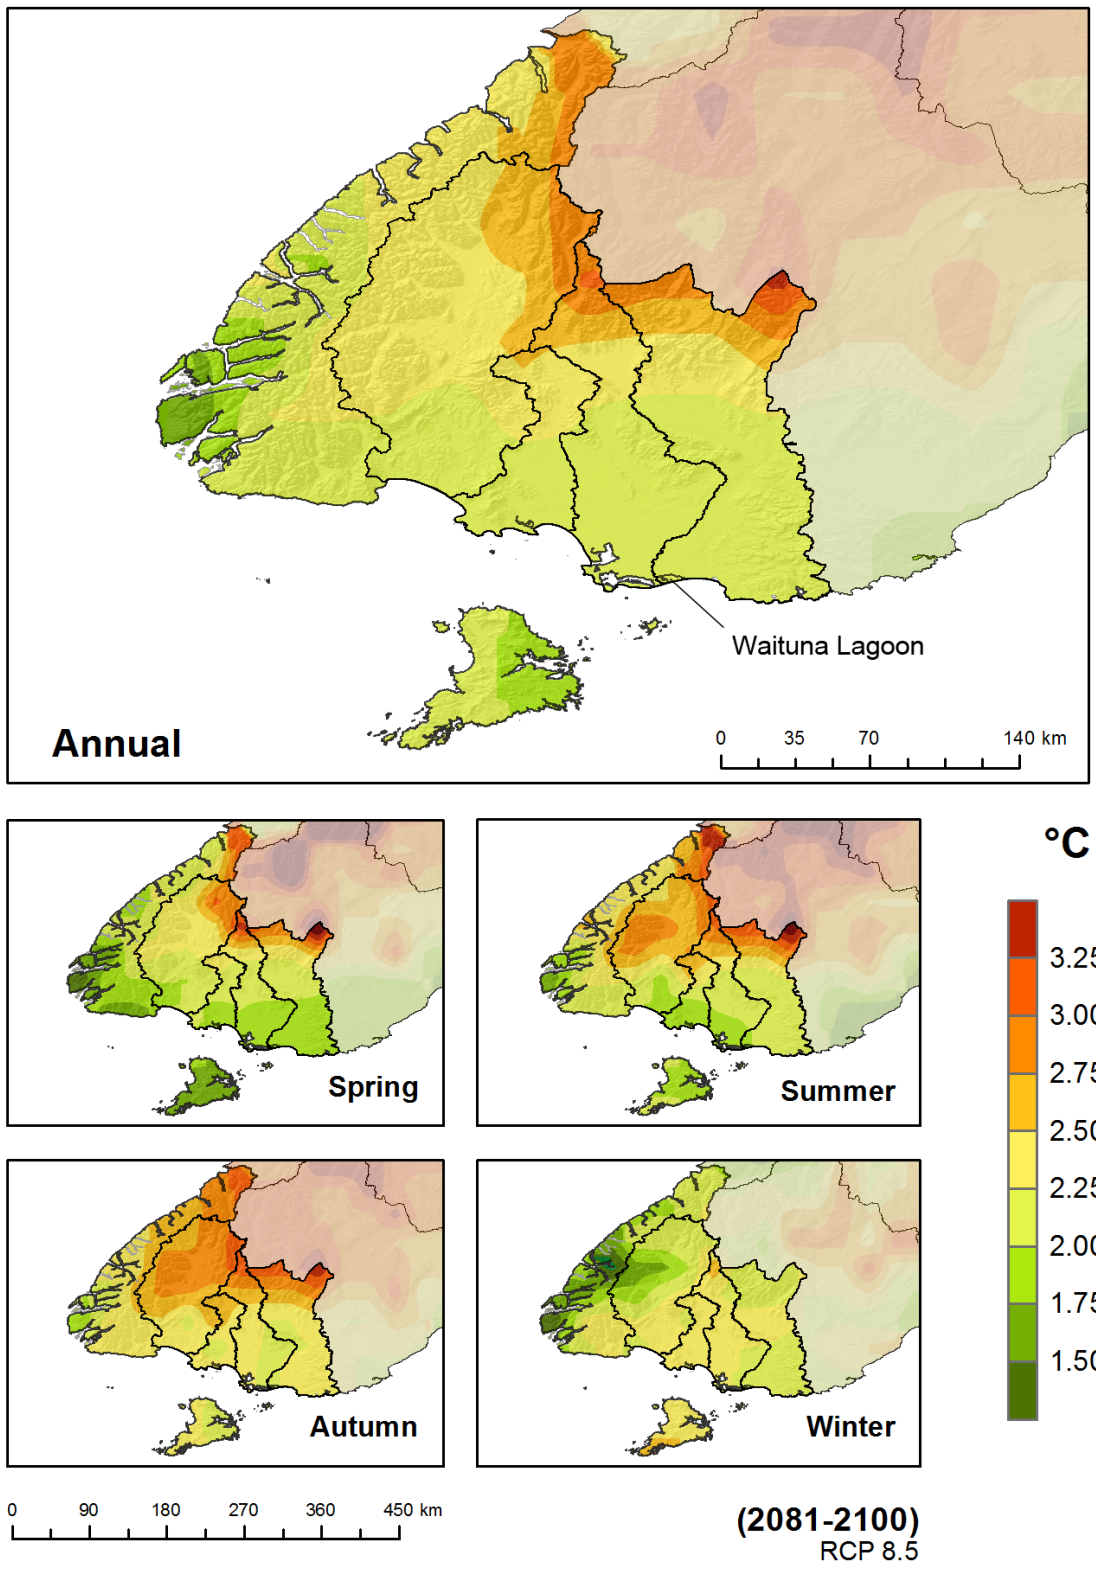 Waituna Lagoon
Annual
0 35 70 140 km
Spring
Summer
°C
3.25
3.00
2.75
2.50
2.25
2.00
1.75
1.50
Autumn
Winter
0 90 180 270 360 450 km
(2081-2100)
RCP 8.5